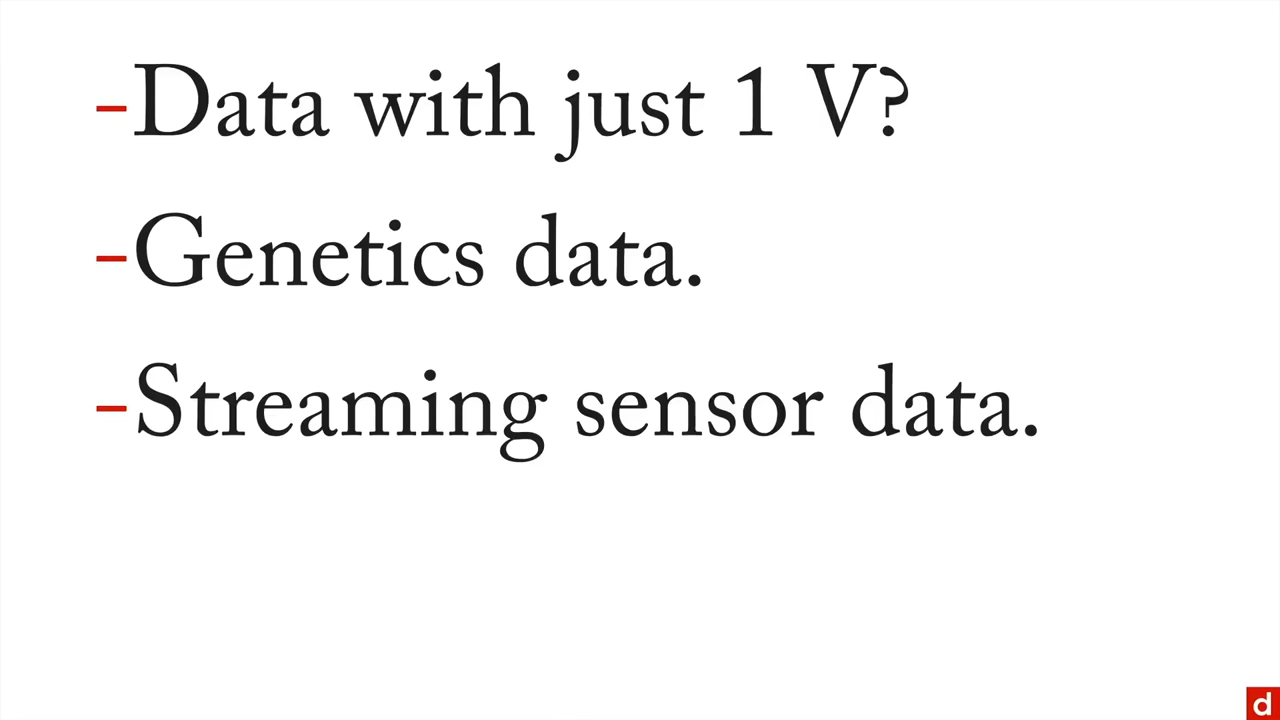 -Data with just 1 V?
-Genetics data.
-Streaming sensor data.
d